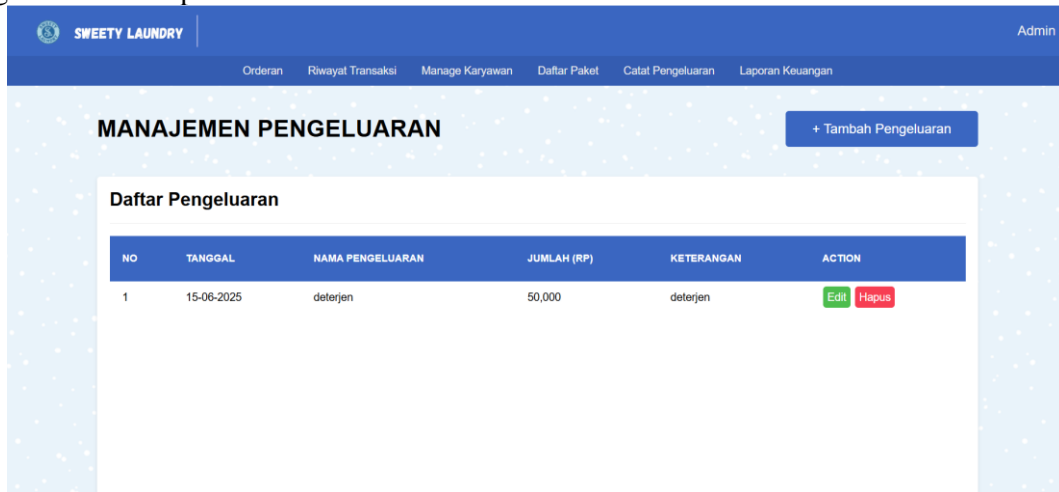 SWEETY LAUNDRY
Admin
Orderan Riwayat Transaksi Manage Karyawan Daftar Paket Catat Pengeluaran Laporan Keuangan
MANAJEMEN PENGELUARAN
+ Tambah Pengeluaran
Daftar Pengeluaran
NO TANGGAL NAMA PENGELUARAN JUMLAH (RP) KETERANGAN ACTION
1 15-06-2025 deterjen 50,000 deterjen Edit Hapus